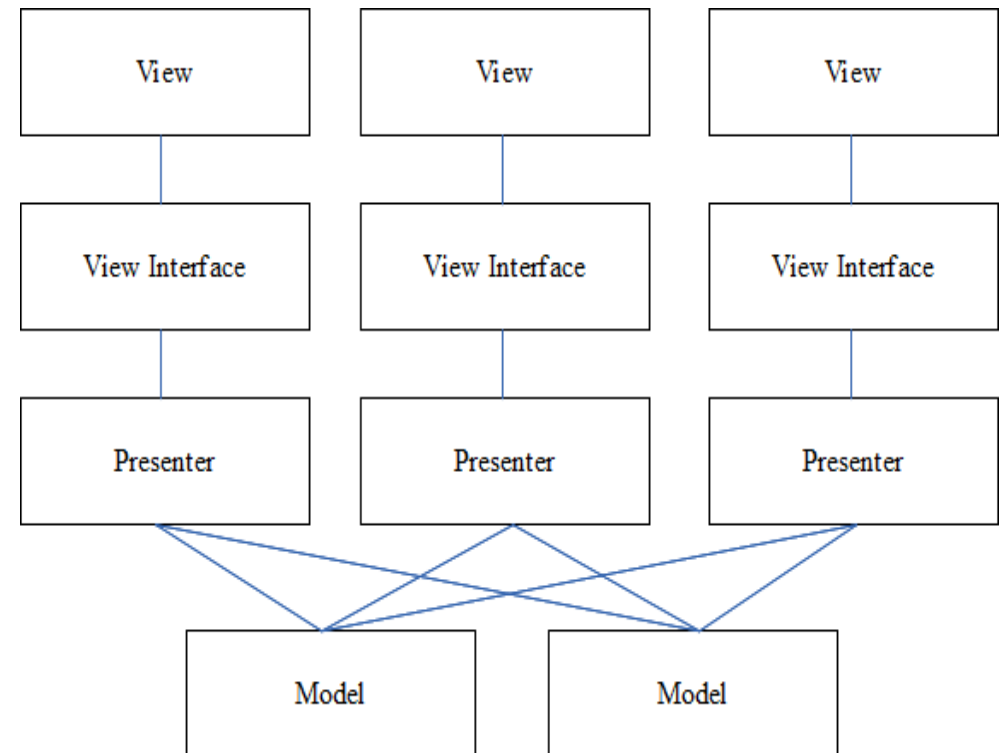 View
View
View
View Interface
View Interface
View Interface
Presenter
Presenter
Presenter
Model
Model